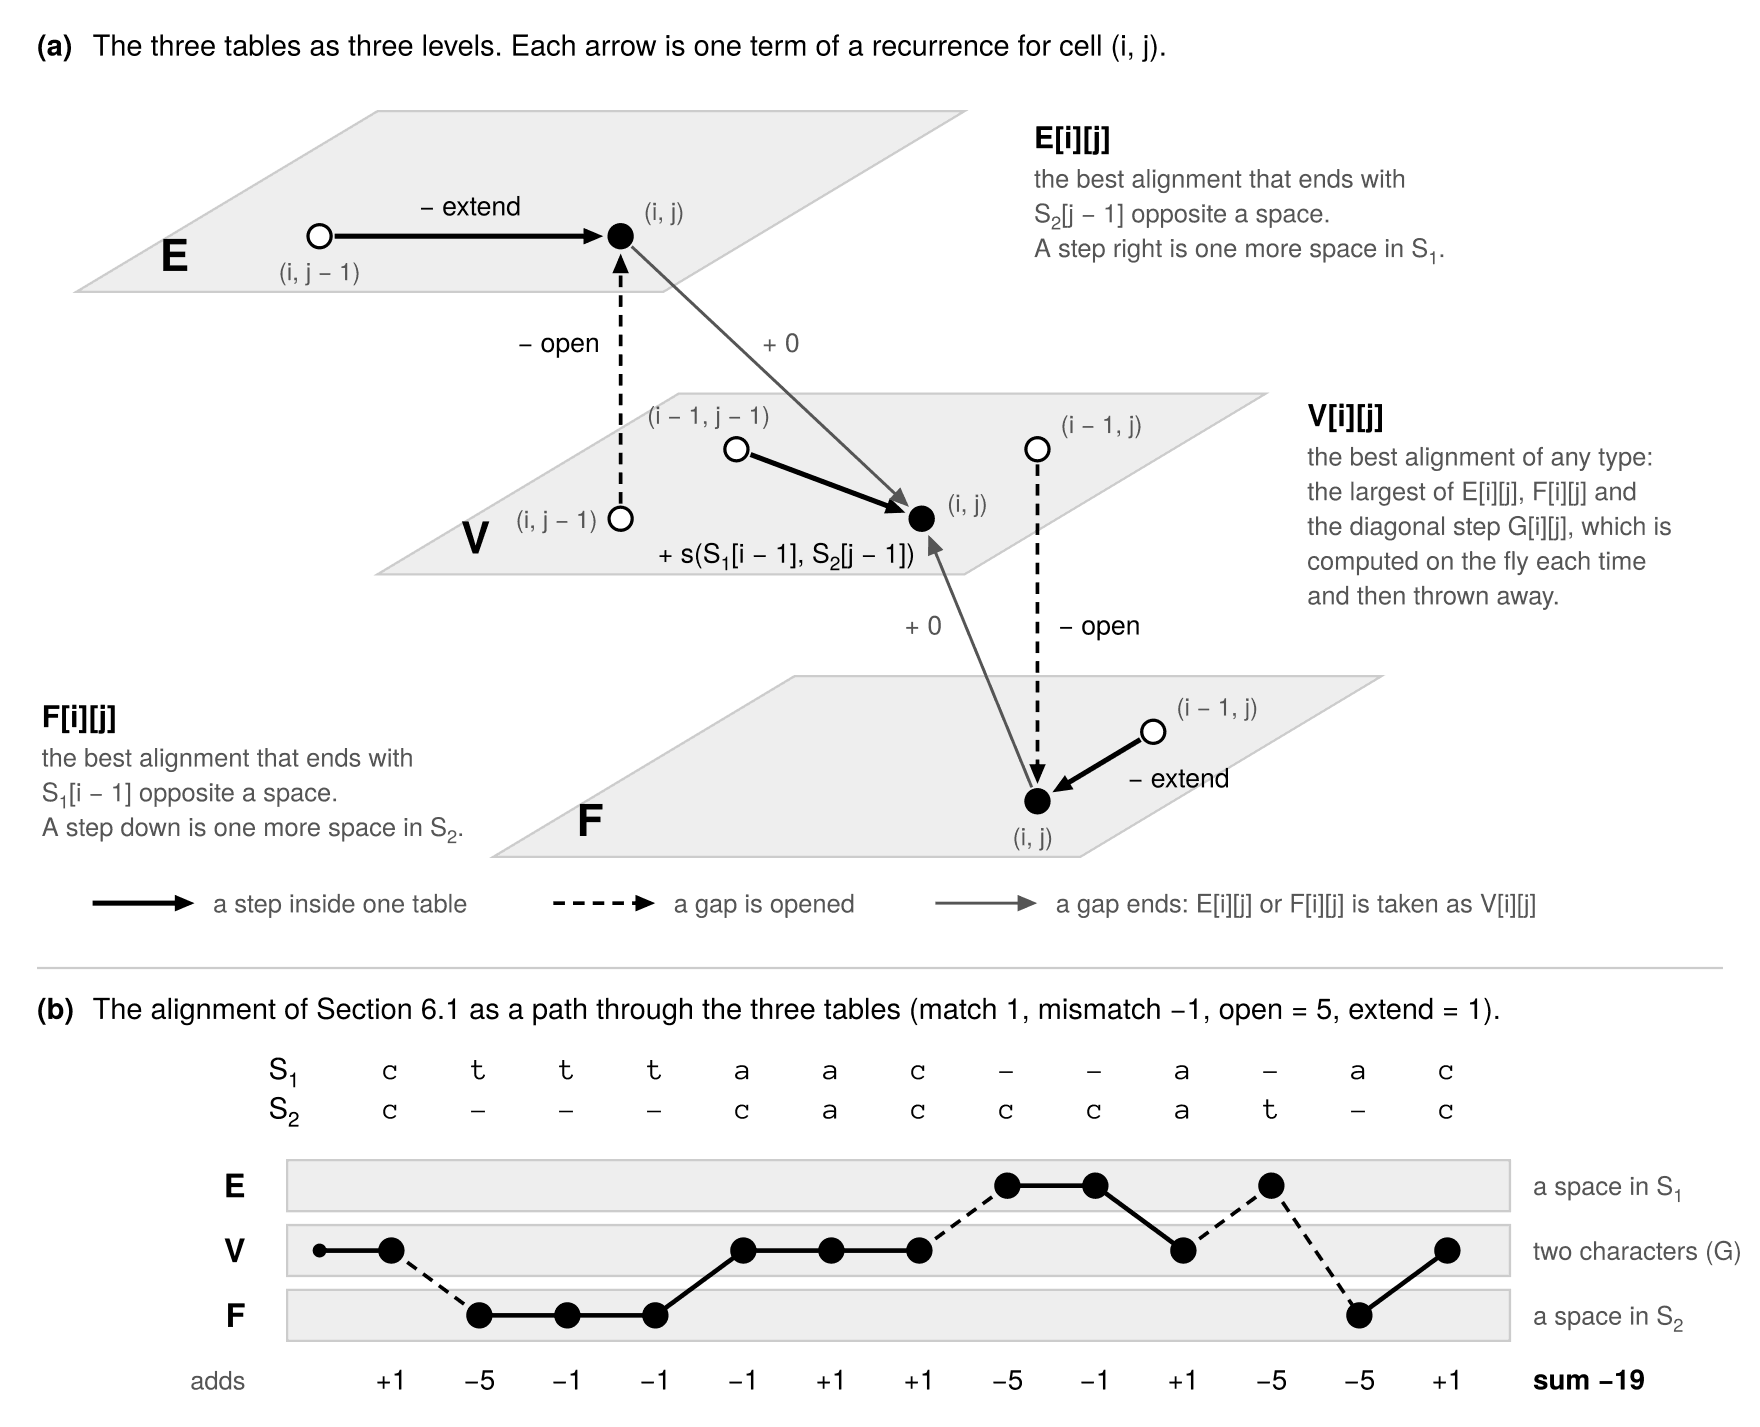 (a) The three tables as three levels. Each arrow is one term of a recurrence for cell (i, j).
E[i][j]
the best alignment that ends with
S₂[j − 1] opposite a space.
A step right is one more space in S₁.
− extend
(i, j)
E
(i, j − 1)
− open
+ 0
V[i][j]
the best alignment of any type:
the largest of E[i][j], F[i][j] and
the diagonal step G[i][j], which is
computed on the fly each time
and then thrown away.
(i − 1, j − 1)
(i − 1, j)
(i, j)
V
(i, j − 1)
+ s(S₁[i − 1], S₂[j − 1])
+ 0
− open
F[i][j]
the best alignment that ends with
S₁[i − 1] opposite a space.
A step down is one more space in S₂.
(i − 1, j)
− extend
F
(i, j)
a step inside one table
a gap is opened
a gap ends: E[i][j] or F[i][j] is taken as V[i][j]
(b) The alignment of Section 6.1 as a path through the three tables (match 1, mismatch −1, open = 5, extend = 1).
S₁ c t t t a a c − − a − a c
S₂ c − − − c a c c c a t − c
E a space in S₁
V two characters (G)
F a space in S₂
adds +1 −5 −1 −1 −1 +1 +1 −5 −1 +1 −5 −5 +1 sum −19